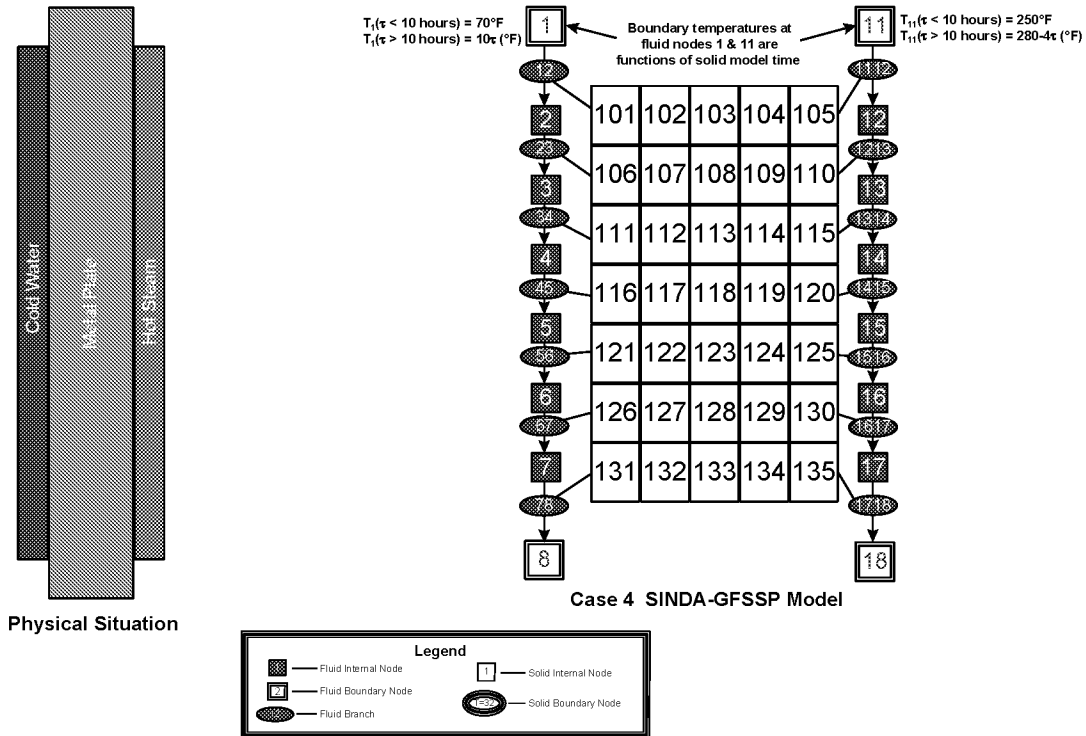 T₁(τ < 10 hours) = 70°F
T₁(τ > 10 hours) = 10τ (°F)
1
Boundary temperatures at
fluid nodes 1 & 11 are
functions of solid model time
11
T₁₁(τ < 10 hours) = 250°F
T₁₁(τ > 10 hours) = 280-4τ (°F)
12
1112
101 102 103 104 105
2
12
23
1213
106 107 108 109 110
3
13
34
1314
111 112 113 114 115
4
14
45
1415
116 117 118 119 120
5
15
56
1516
121 122 123 124 125
6
16
67
1617
126 127 128 129 130
7
17
78
1718
131 132 133 134 135
8
18
Cold Water
Metal Plate
Hot Steam
Physical Situation
Case 4 SINDA-GFSSP Model
Legend
Fluid Internal Node
1
Solid Internal Node
2
Fluid Boundary Node
T=32
Solid Boundary Node
Fluid Branch